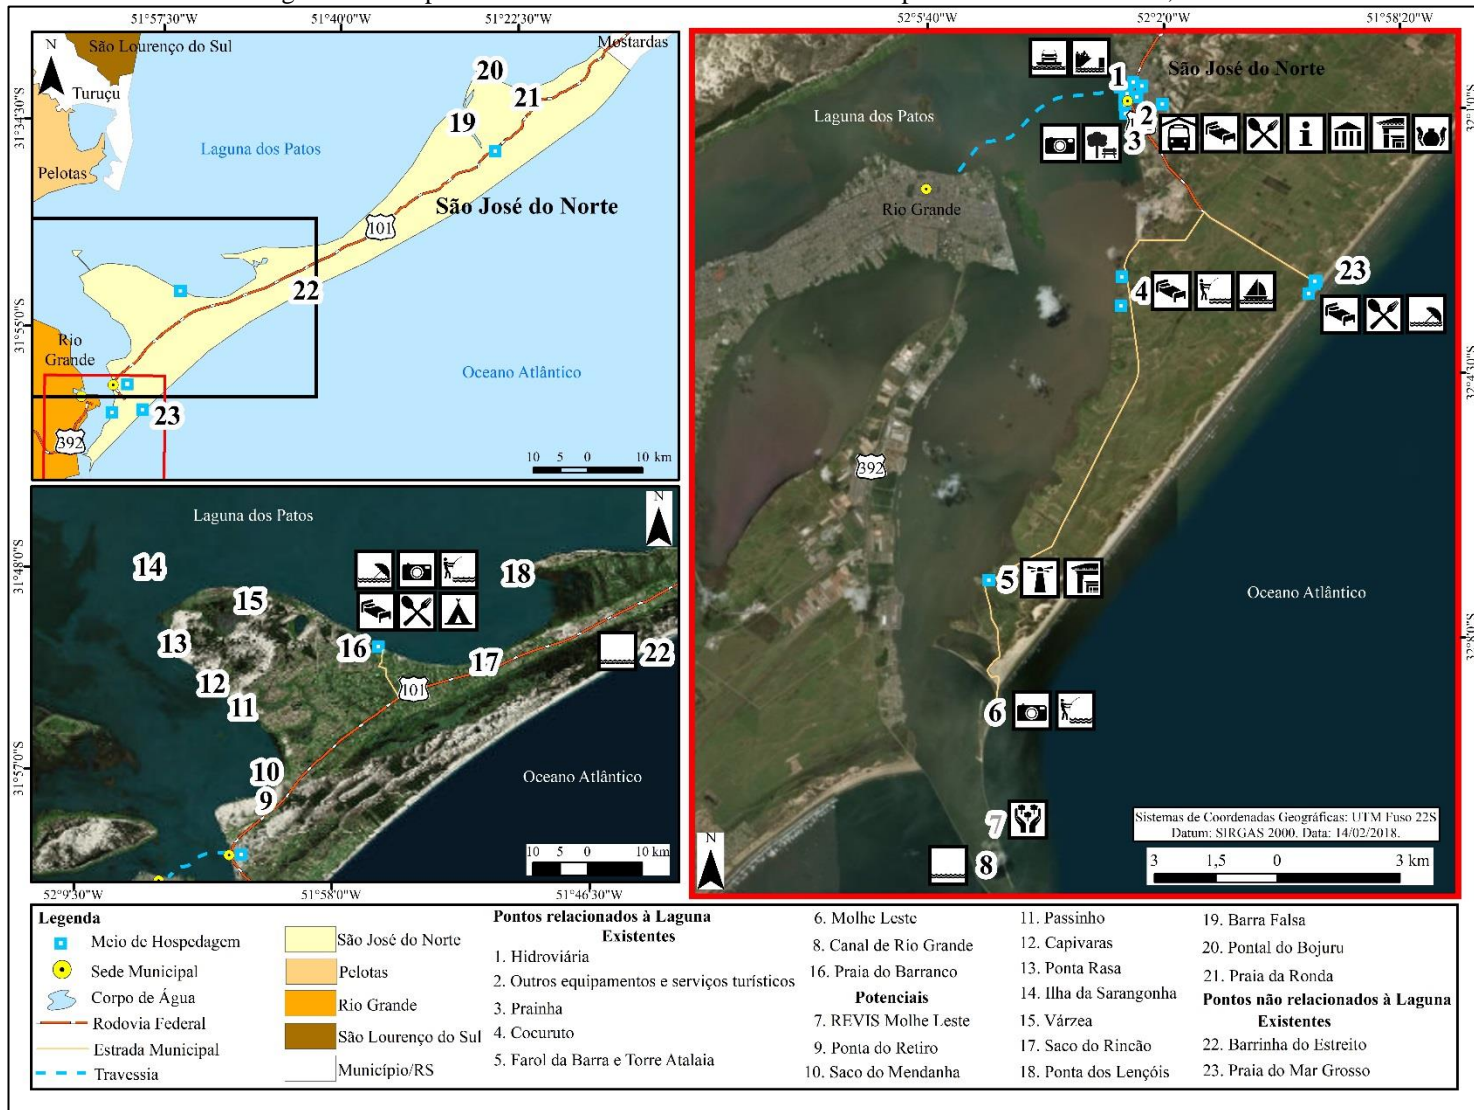 51°57'30"W
51°40'0"W
51°22'30"W
N
São Lourenço do Sul
Mostardas
Turuçu
20
21
19
31°34'30"S
Laguna dos Patos
Pelotas
São José do Norte
101
22
31°55'0"S
Rio
Grande
Oceano Atlântico
23
392
10 5 0 10 km
Laguna dos Patos
N
31°48'0"S
14
18
15
13
16
17
22
12
101
11
31°57'0"S
10
Oceano Atlântico
9
10 5 0 10 km
52°9'30"W
51°58'0"W
51°46'30"W
52°5'40"W
52°2'0"W
51°58'20"W
São José do Norte
1
Laguna dos Patos
2
3
32°1'0"S
Rio Grande
4
23
32°4'30"S
392
5
Oceano Atlântico
32°8'0"S
6
7
8
Sistemas de Coordenadas Geográficas: UTM Fuso 22S
Datum: SIRGAS 2000. Data: 14/02/2018.
N
3 1,5 0 3 km
Legenda
Meio de Hospedagem
Sede Municipal
Corpo de Água
Rodovia Federal
Estrada Municipal
Travessia
São José do Norte
Pelotas
Rio Grande
São Lourenço do Sul
Município/RS
Pontos relacionados à Laguna
Existentes
1. Hidroviária
2. Outros equipamentos e serviços turísticos
3. Prainha
4. Cocuruto
5. Farol da Barra e Torre Atalaia
6. Molhe Leste
8. Canal de Rio Grande
16. Praia do Barranco
Potenciais
7. REVIS Molhe Leste
9. Ponta do Retiro
10. Saco do Mendanha
11. Passinho
12. Capivaras
13. Ponta Rasa
14. Ilha da Sarangonha
15. Várzea
17. Saco do Rincão
18. Ponta dos Lençóis
19. Barra Falsa
20. Pontal do Bojuru
21. Praia da Ronda
Pontos não relacionados à Laguna
Existentes
22. Barrinha do Estreito
23. Praia do Mar Grosso